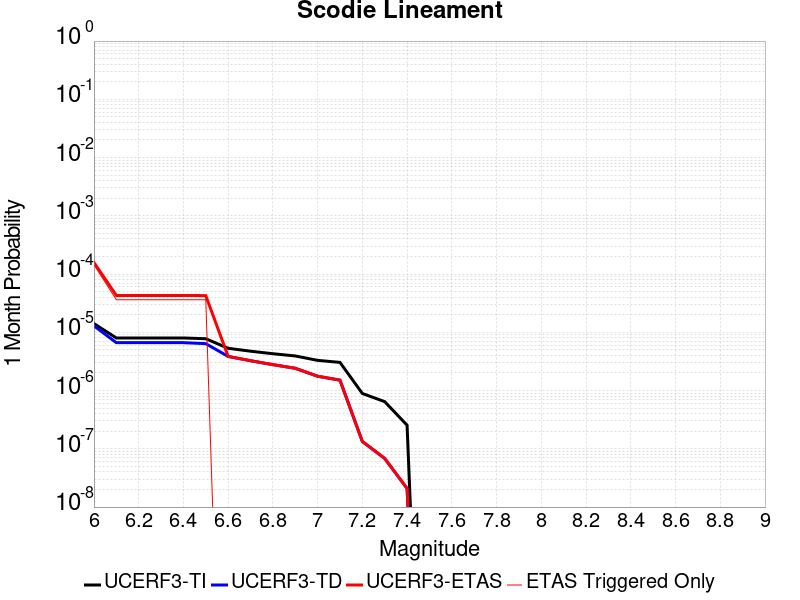 Scodie Lineament
10^0
10^-1
10^-2
10^-3
10^-4
10^-5
10^-6
10^-7
10^-8
1 Month Probability
6 6.2 6.4 6.6 6.8 7 7.2 7.4 7.6 7.8 8 8.2 8.4 8.6 8.8 9
Magnitude
UCERF3-TI UCERF3-TD UCERF3-ETAS ETAS Triggered Only